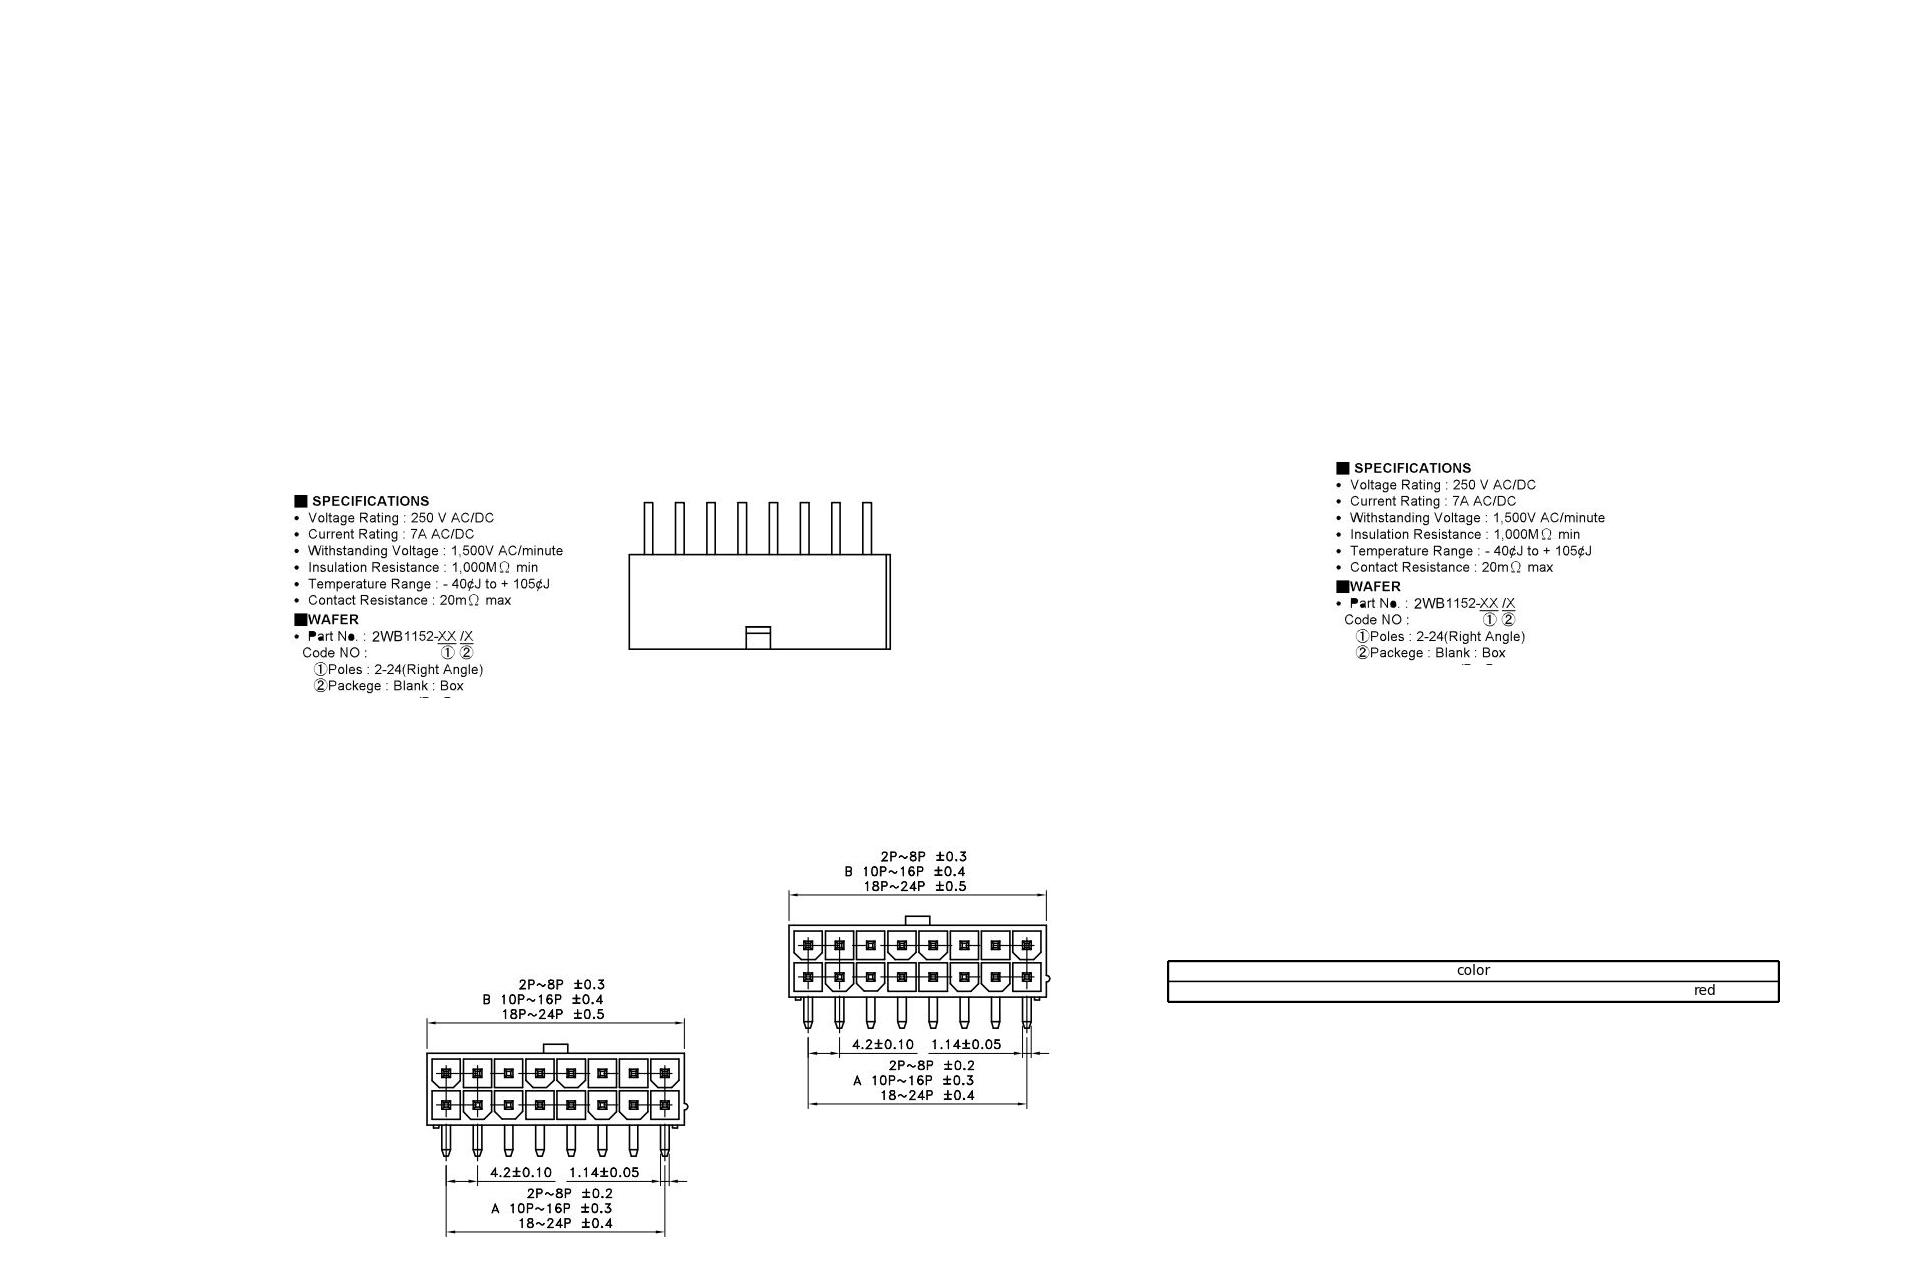 ■ SPECIFICATIONS
• Voltage Rating : 250 V AC/DC
• Current Rating : 7A AC/DC
• Withstanding Voltage : 1,500V AC/minute
• Insulation Resistance : 1,000MΩ min
• Temperature Range : - 40¢J to + 105¢J
• Contact Resistance : 20mΩ max
■WAFER
• Part No. : 2WB1152-XX /X
Code NO : ① ②
①Poles : 2-24(Right Angle)
②Packege : Blank : Box
■ SPECIFICATIONS
• Voltage Rating : 250 V AC/DC
• Current Rating : 7A AC/DC
• Withstanding Voltage : 1,500V AC/minute
• Insulation Resistance : 1,000MΩ min
• Temperature Range : - 40¢J to + 105¢J
• Contact Resistance : 20mΩ max
■WAFER
• Part No. : 2WB1152-XX /X
Code NO : ① ②
①Poles : 2-24(Right Angle)
②Packege : Blank : Box
2P~8P ±0.3
B 10P~16P ±0.4
18P~24P ±0.5
4.2±0.10 1.14±0.05
2P~8P ±0.2
A 10P~16P ±0.3
18~24P ±0.4
color
red
2P~8P ±0.3
B 10P~16P ±0.4
18P~24P ±0.5
4.2±0.10 1.14±0.05
2P~8P ±0.2
A 10P~16P ±0.3
18~24P ±0.4